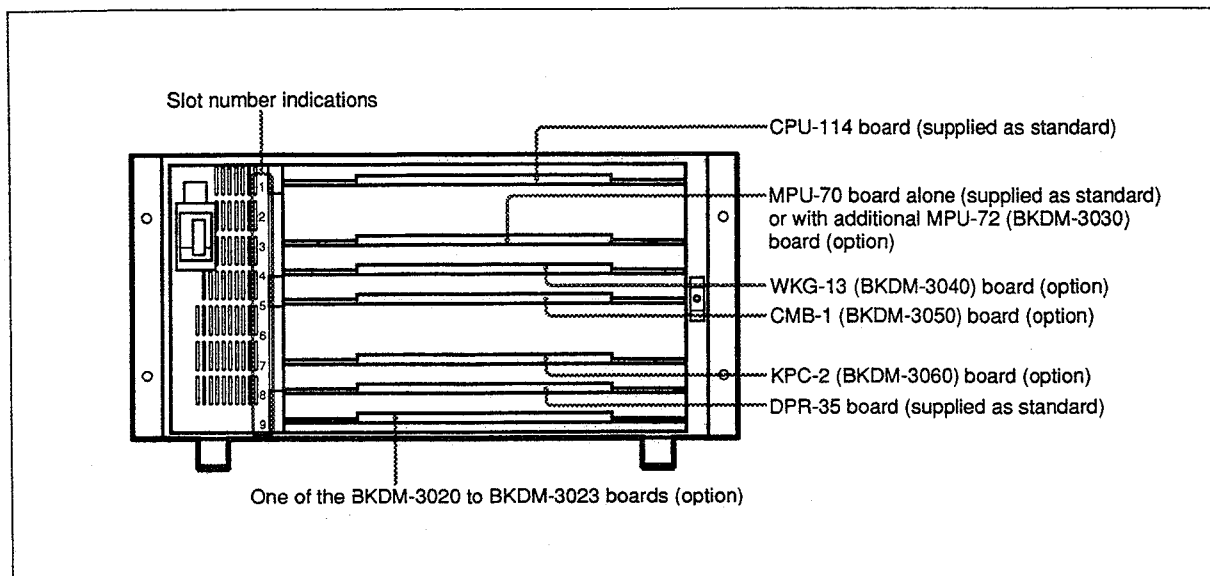 Slot number indications
CPU-114 board (supplied as standard)
MPU-70 board alone (supplied as standard)
or with additional MPU-72 (BKDM-3030)
board (option)
WKG-13 (BKDM-3040) board (option)
CMB-1 (BKDM-3050) board (option)
KPC-2 (BKDM-3060) board (option)
DPR-35 board (supplied as standard)
One of the BKDM-3020 to BKDM-3023 boards (option)
1
2
3
4
5
6
7
8
9